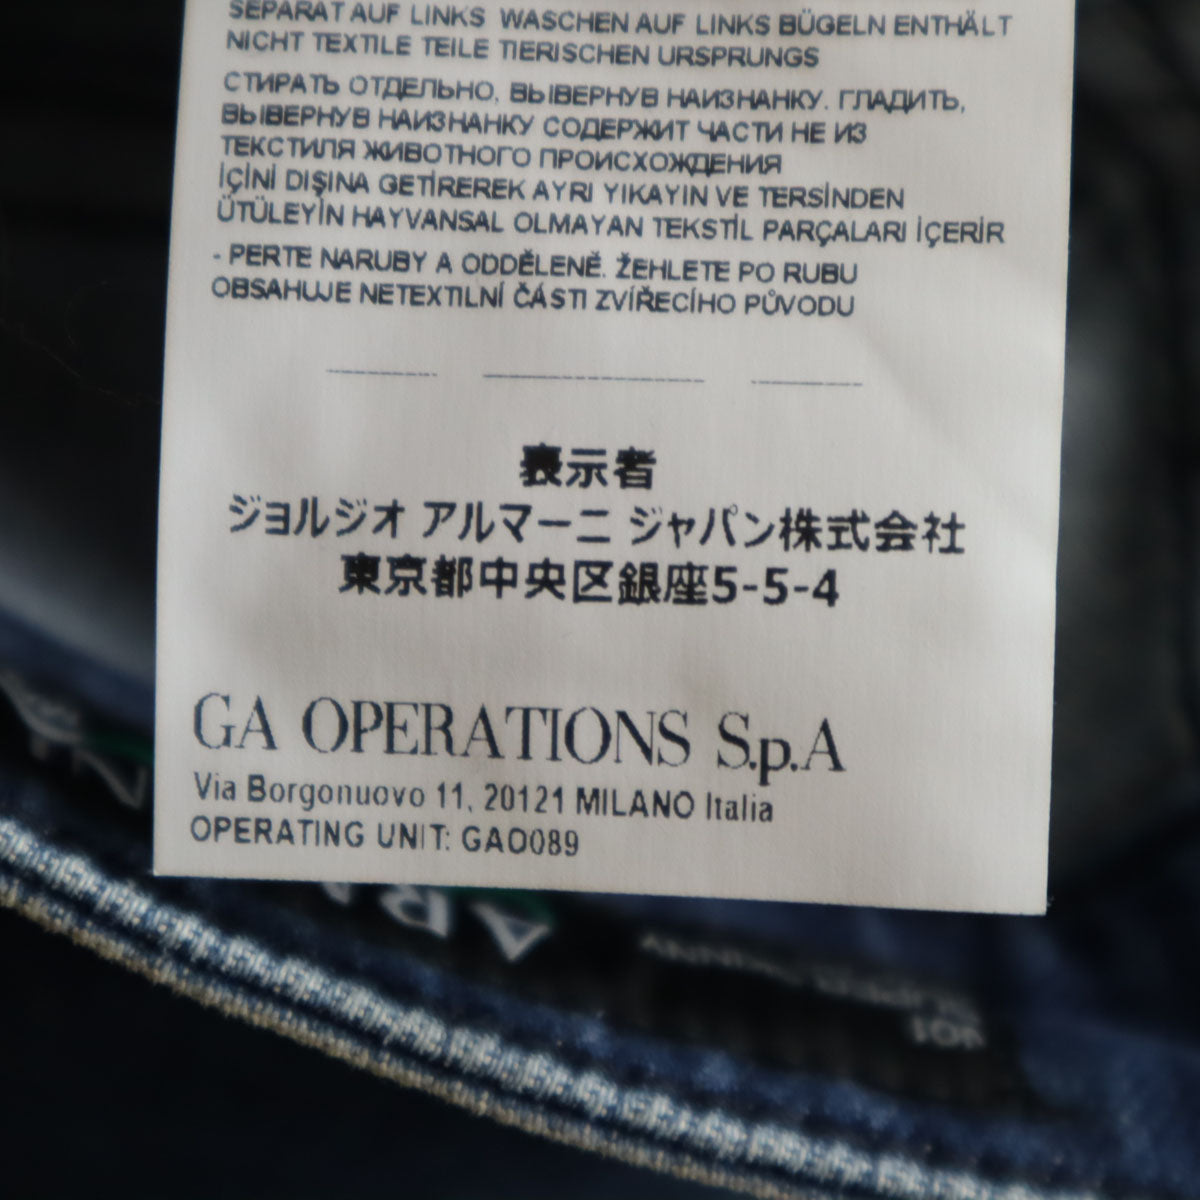 SEPARAT AUF LINKS WASCHEN AUF LINKS BÜGELN ENTHÄLT
NICHT TEXTILE TEILE TIERISCHEN URSPRUNGS
СТИРАТЬ ОТДЕЛЬНО, ВЫВЕРНУВ НАИЗНАНКУ. ГЛАДИТЬ,
ВЫВЕРНУВ НАИЗНАНКУ СОДЕРЖИТ ЧАСТИ НЕ ИЗ
ТЕКСТИЛЯ ЖИВОТНОГО ПРОИСХОЖДЕНИЯ
İÇİNİ DIŞINA GETİREREK AYRI YIKAYIN VE TERSİNDEN
ÜTÜLEYİN HAYVANSAL OLMAYAN TEKSTİL PARÇALARI İÇERİR
- PERTE NARUBY A ODDĚLENĚ. ŽEHLETE PO RUBU
OBSAHUJE NETEXTILNÍ ČÁSTI ZVÍŘECÍHO PŮVODU
表示者
ジョルジオ アルマーニ ジャパン株式会社
東京都中央区銀座5-5-4
GA OPERATIONS S.p.A
Via Borgonuovo 11, 20121 MILANO Italia
OPERATING UNIT: GAO089